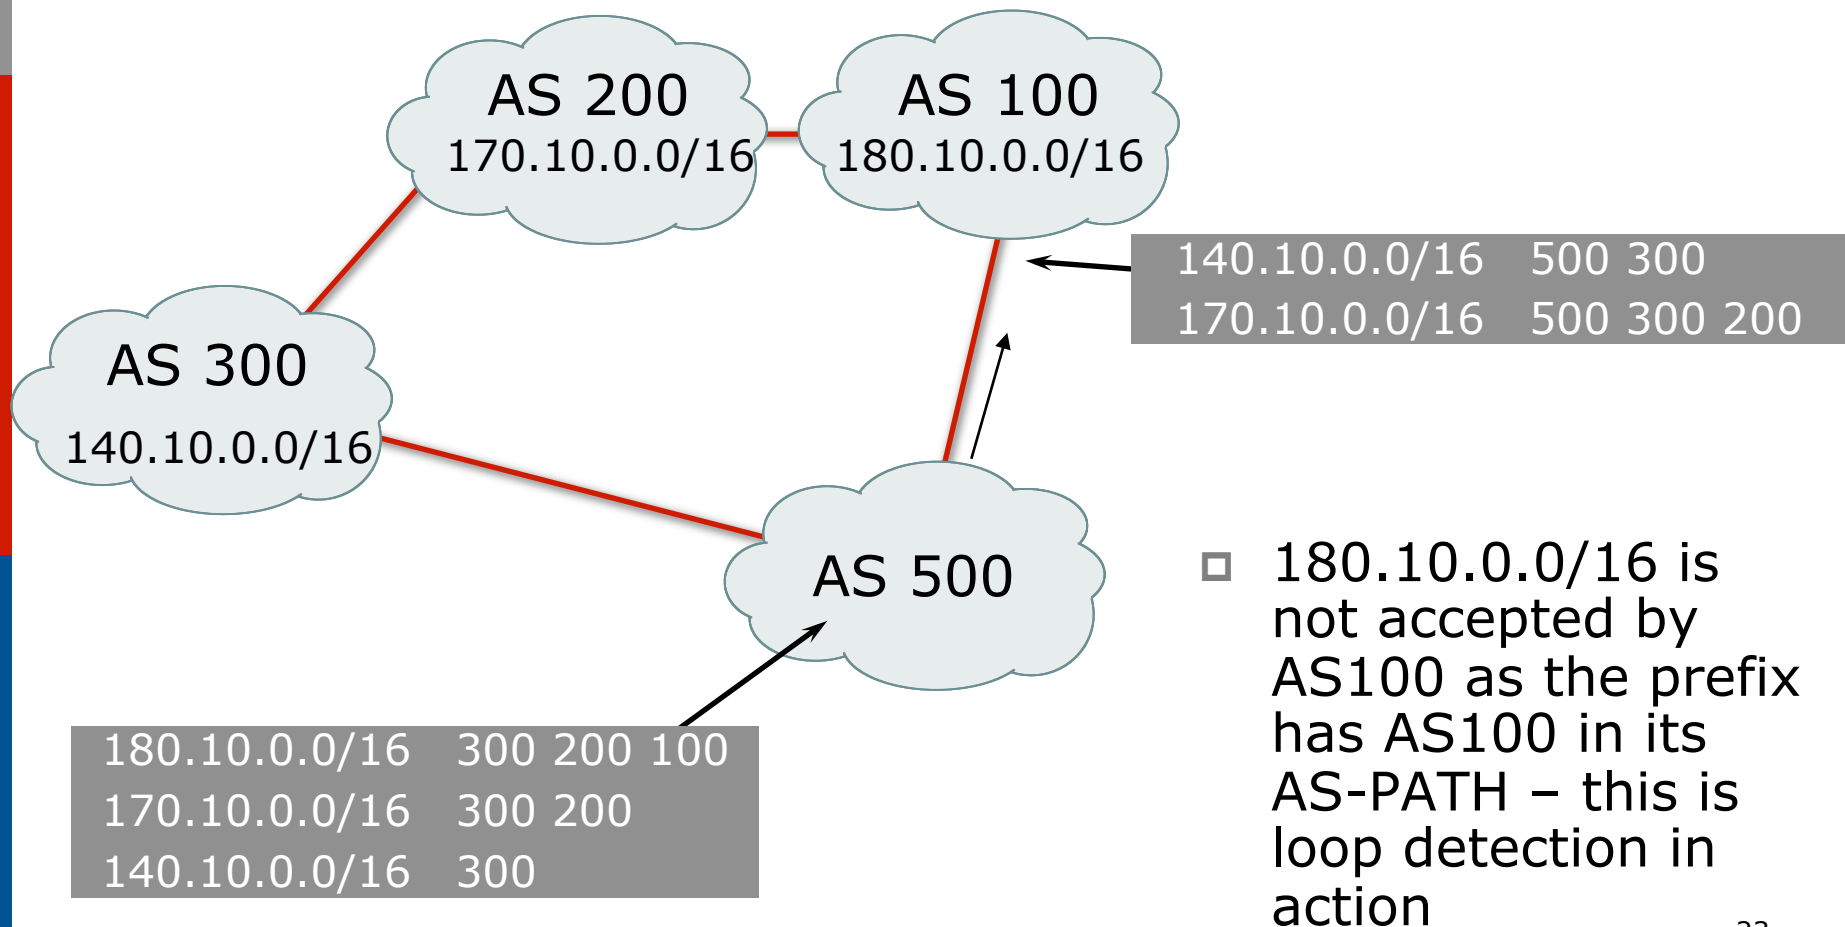 AS 200
170.10.0.0/16
AS 100
180.10.0.0/16
140.10.0.0/16 500 300
170.10.0.0/16 500 300 200
AS 300
140.10.0.0/16
AS 500
180.10.0.0/16 300 200 100
170.10.0.0/16 300 200
140.10.0.0/16 300
180.10.0.0/16 is
not accepted by
AS100 as the prefix
has AS100 in its
AS-PATH – this is
loop detection in
action